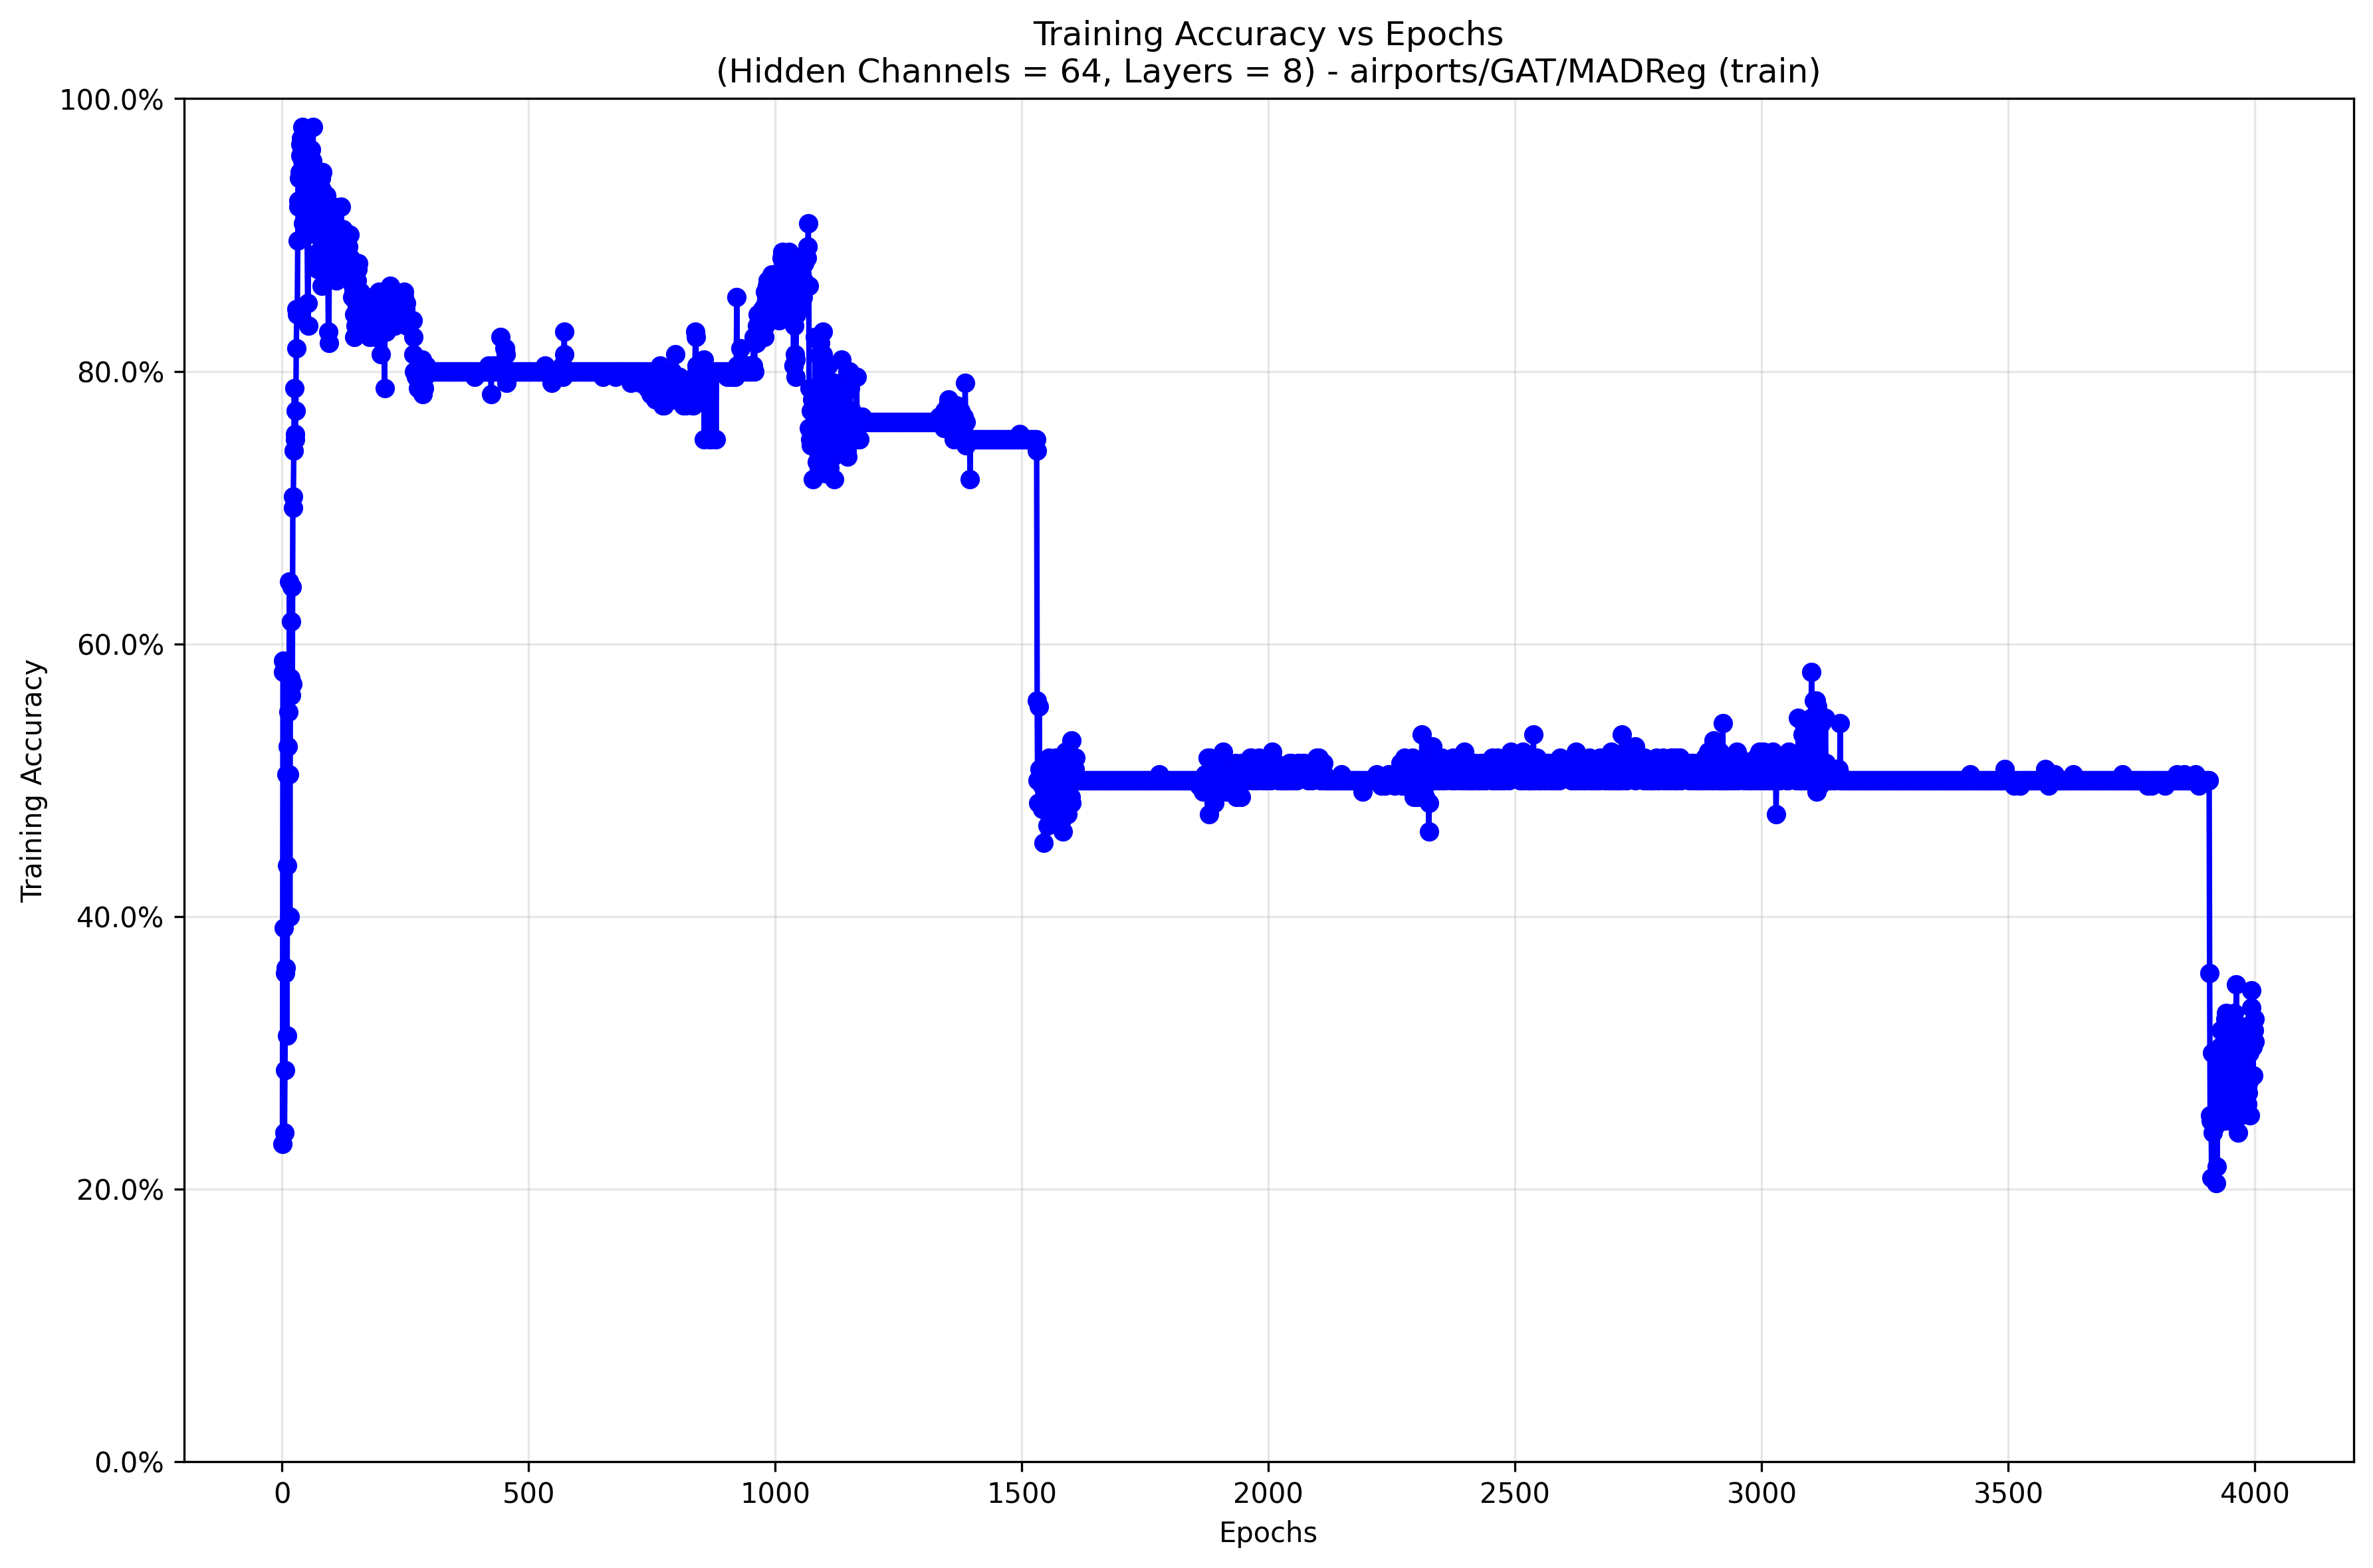 Training Accuracy vs Epochs
(Hidden Channels = 64, Layers = 8) - airports/GAT/MADReg (train)
100.0%
80.0%
60.0%
40.0%
20.0%
0.0%
Training Accuracy
0 500 1000 1500 2000 2500 3000 3500 4000
Epochs